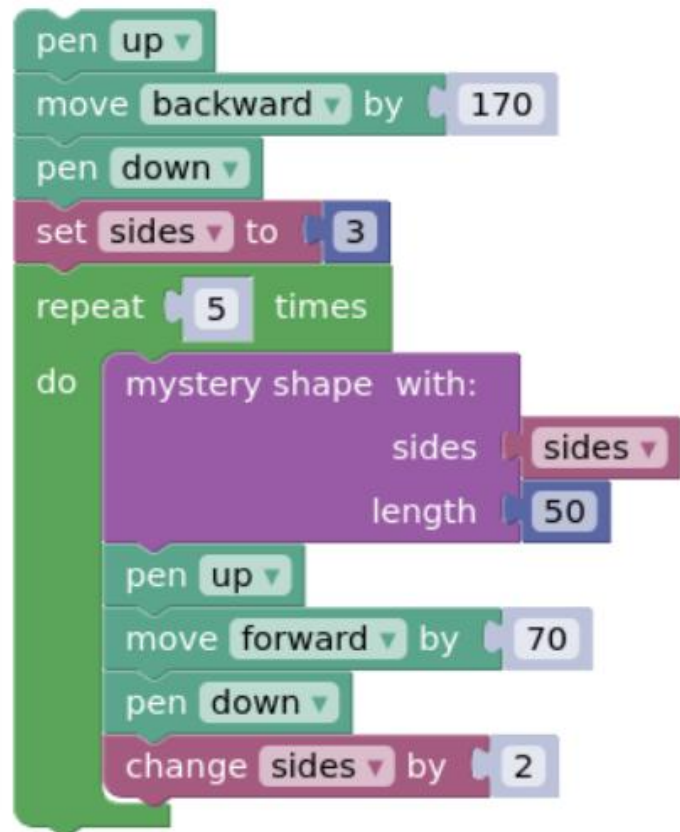 pen up ▾
move backward ▾ by 170
pen down ▾
set sides ▾ to 3
repeat 5 times
do mystery shape with:
sides sides ▾
length 50
pen up ▾
move forward ▾ by 70
pen down ▾
change sides ▾ by 2